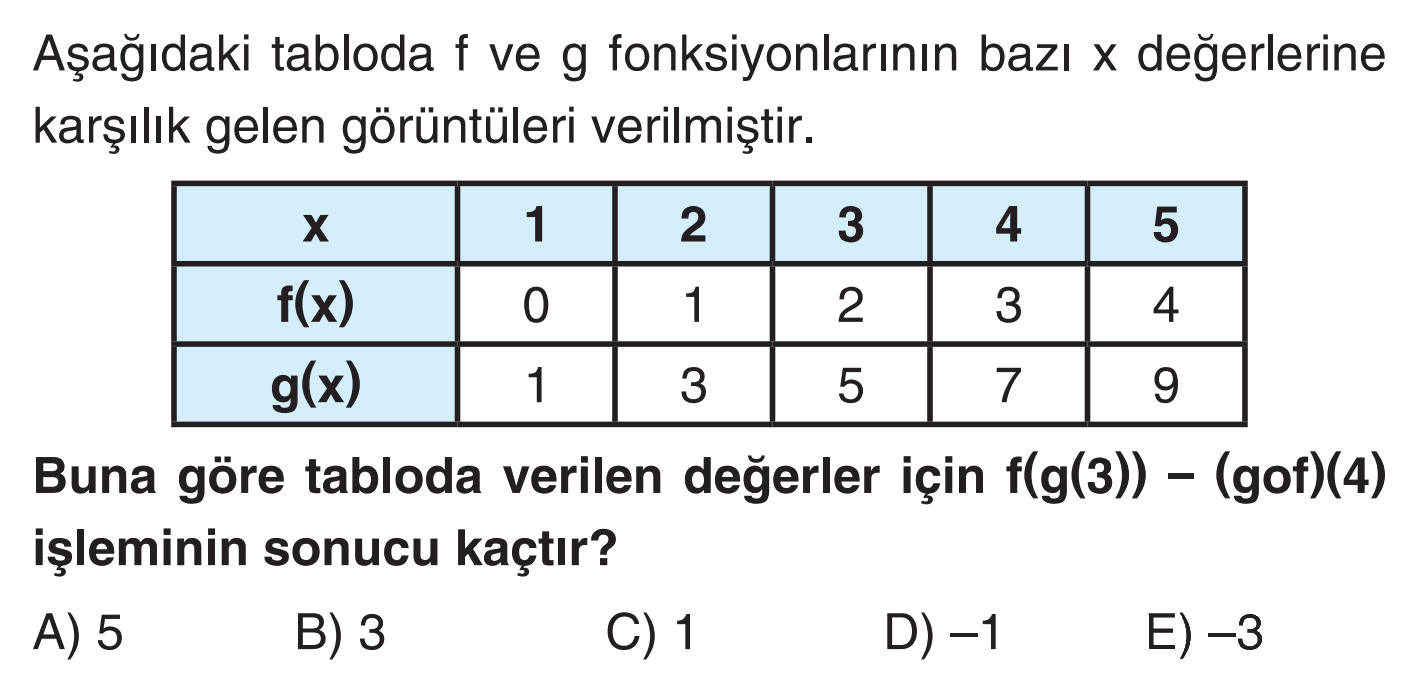 Aşağıdaki tabloda f ve g fonksiyonlarının bazı x değerlerine
karşılık gelen görüntüleri verilmiştir.
x 1 2 3 4 5
f(x) 0 1 2 3 4
g(x) 1 3 5 7 9
Buna göre tabloda verilen değerler için f(g(3)) – (gof)(4)
işleminin sonucu kaçtır?
A) 5 B) 3 C) 1 D) –1 E) –3